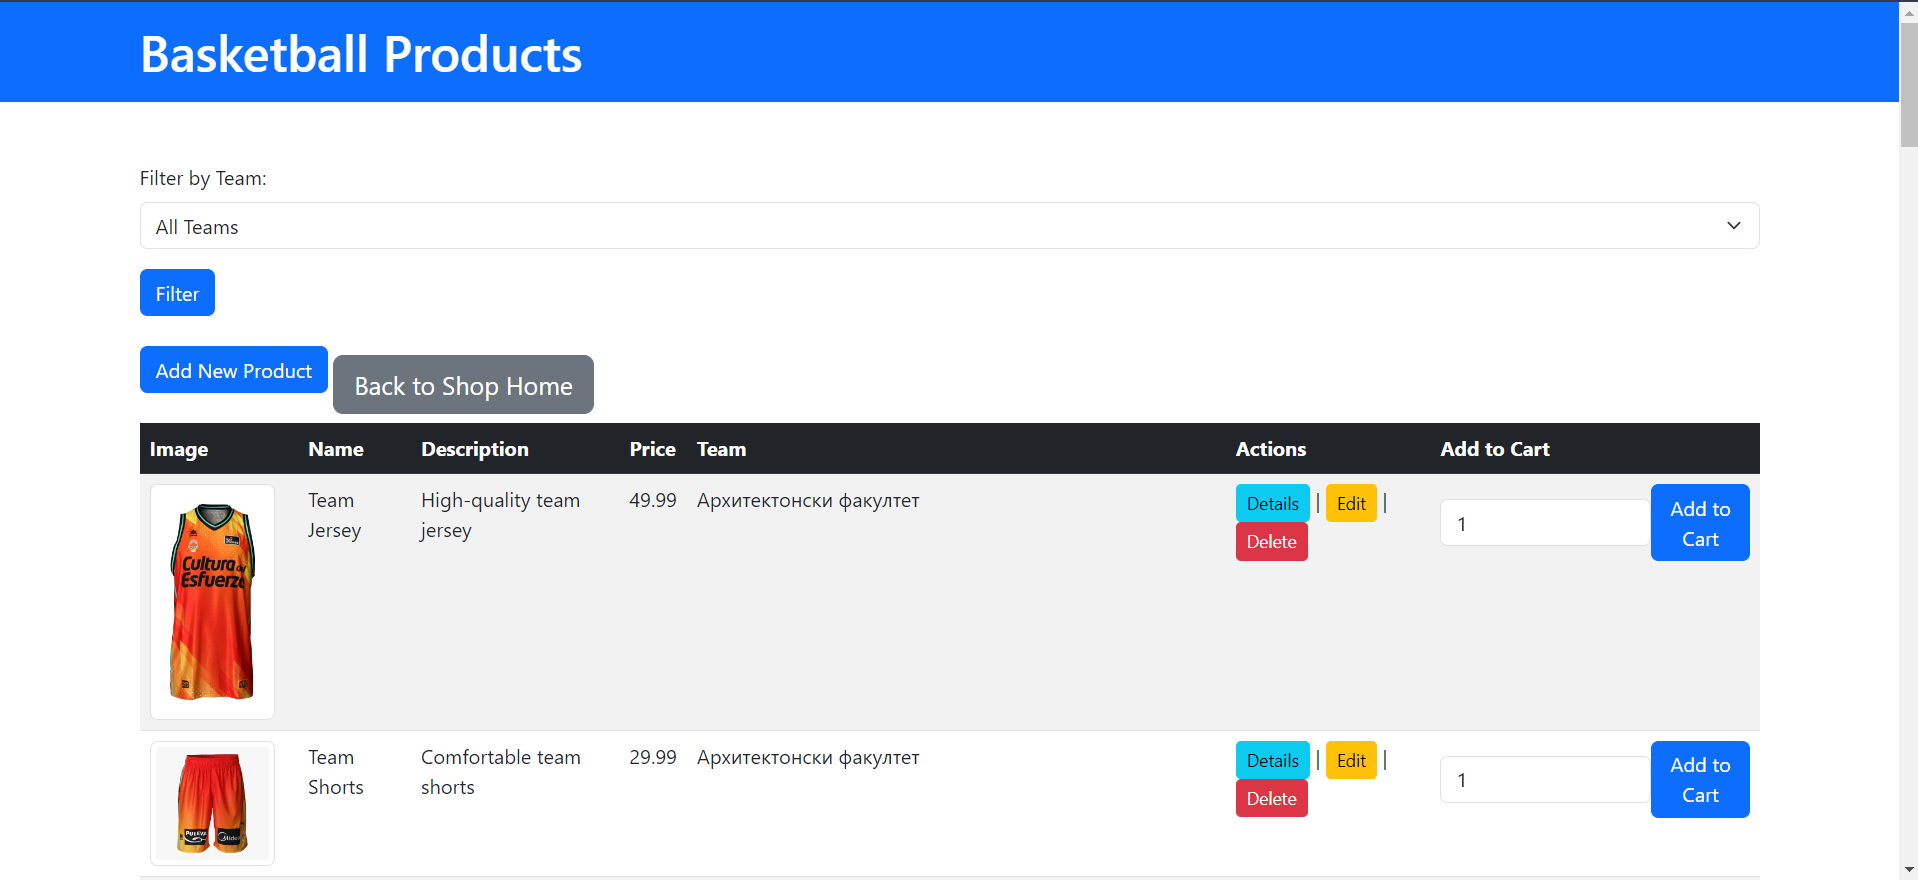 Basketball Products
Filter by Team:
All Teams
Filter
Add New Product
Back to Shop Home
Image Name Description Price Team Actions Add to Cart
Team Jersey High-quality team jersey 49.99 Архитектонски факултет Details | Edit | Delete 1 Add to Cart
Cultura del
Esfuerzo
Team Shorts Comfortable team shorts 29.99 Архитектонски факултет Details | Edit | Delete 1 Add to Cart